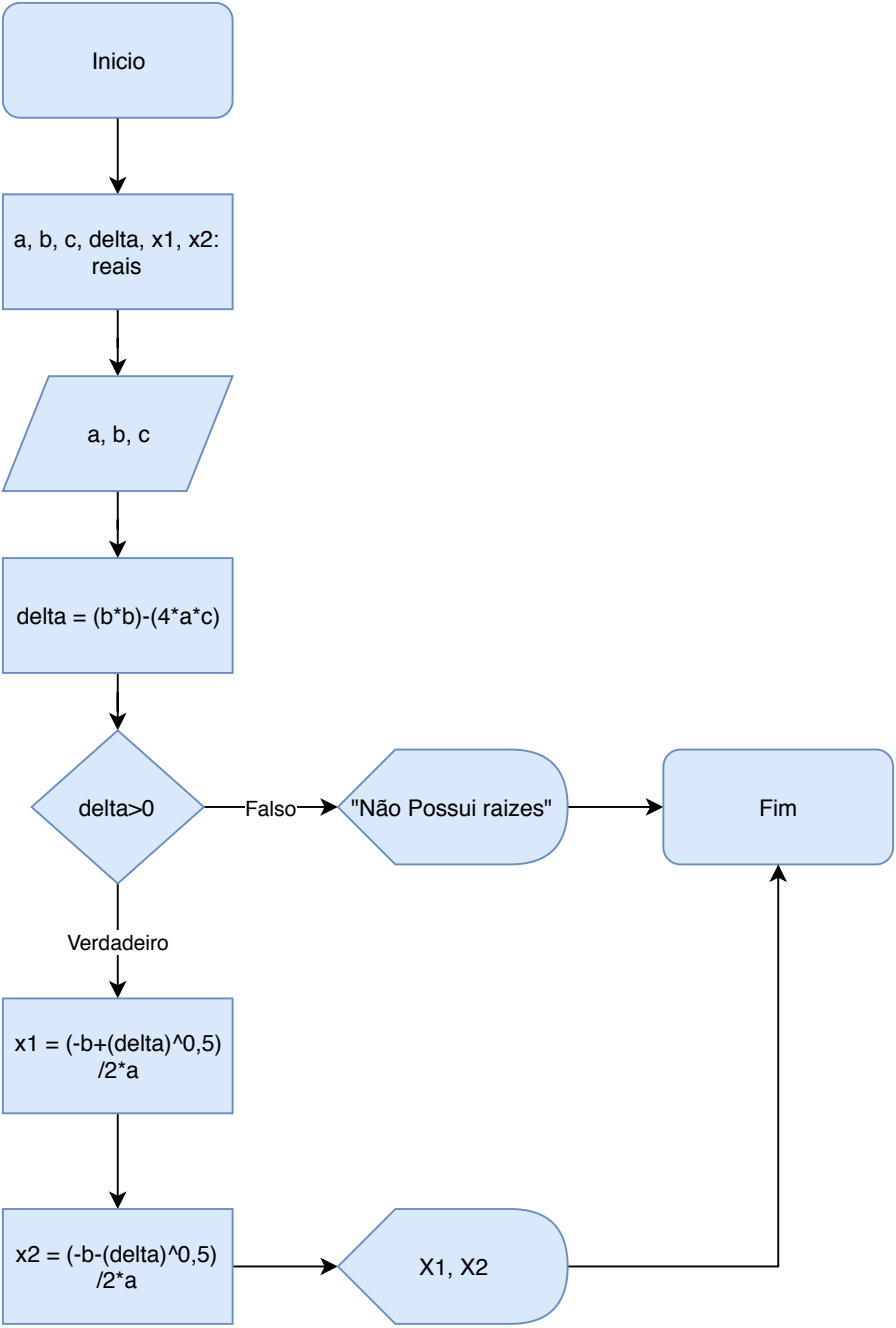 Inicio
a, b, c, delta, x1, x2:
reais
a, b, c
delta = (b*b)-(4*a*c)
delta>0
Falso
"Não Possui raizes"
Fim
Verdadeiro
x1 = (-b+(delta)^0,5)
/2*a
x2 = (-b-(delta)^0,5)
/2*a
X1, X2